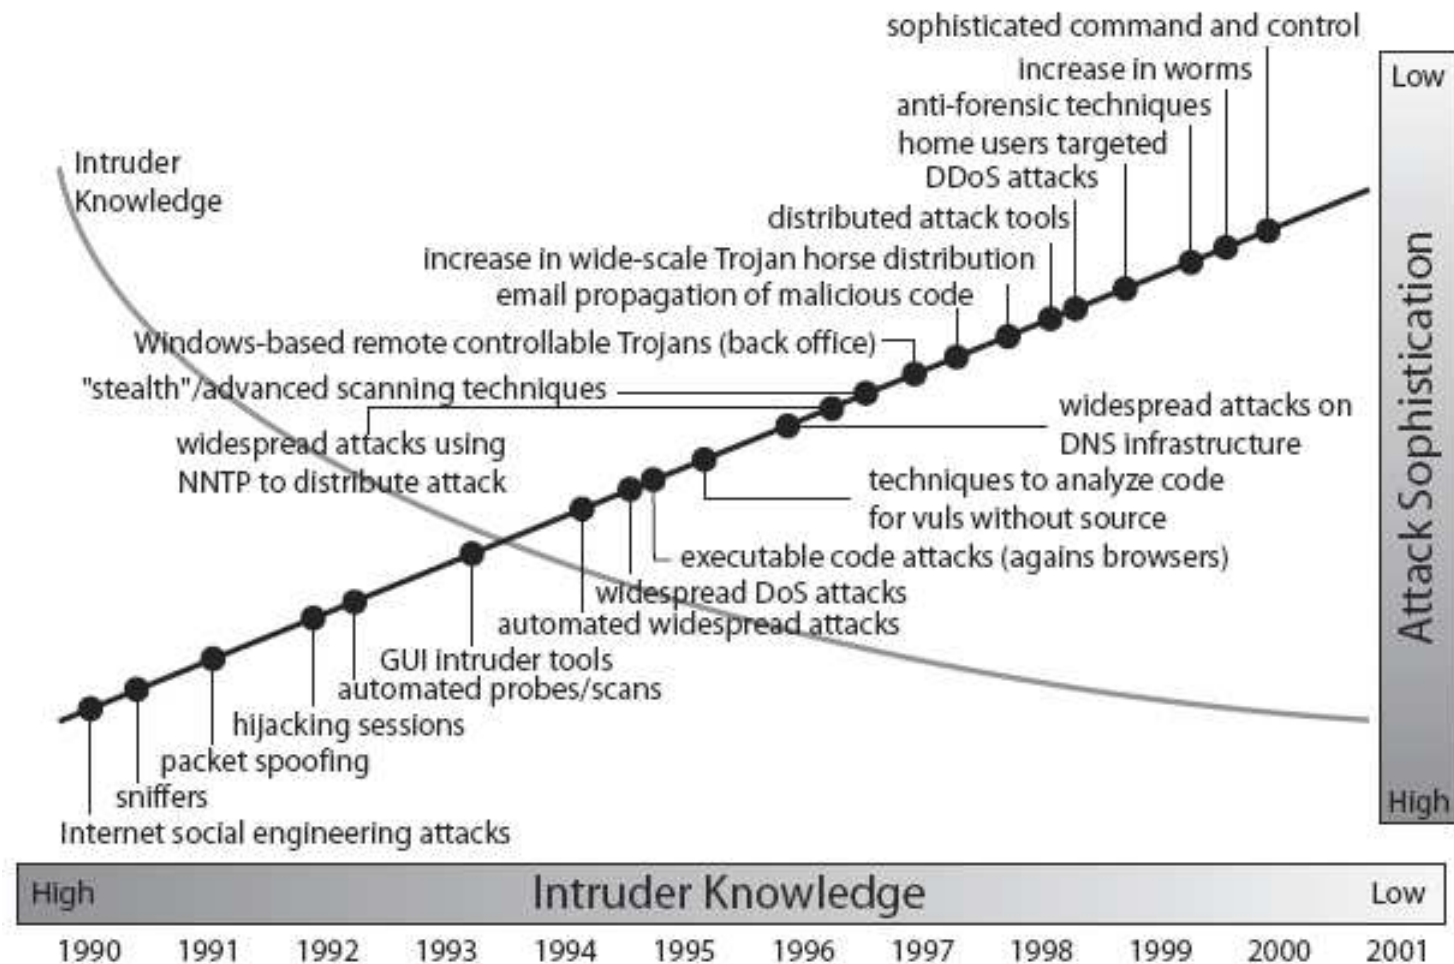 sophisticated command and control
increase in worms
Low
anti-forensic techniques
home users targeted
DDoS attacks
Intruder
Knowledge
distributed attack tools
increase in wide-scale Trojan horse distribution
email propagation of malicious code
Windows-based remote controllable Trojans (back office)
"stealth"/advanced scanning techniques
widespread attacks using
NNTP to distribute attack
widespread attacks on
DNS infrastructure
techniques to analyze code
for vuls without source
executable code attacks (agains browsers)
widespread DoS attacks
automated widespread attacks
GUI intruder tools
automated probes/scans
hijacking sessions
packet spoofing
sniffers
Internet social engineering attacks
Attack Sophistication
High
High Intruder Knowledge Low
1990 1991 1992 1993 1994 1995 1996 1997 1998 1999 2000 2001